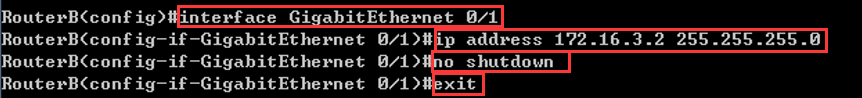 RouterB(config)#interface GigabitEthernet 0/1
RouterB(config-if-GigabitEthernet 0/1)#ip address 172.16.3.2 255.255.255.0
RouterB(config-if-GigabitEthernet 0/1)#no shutdown
RouterB(config-if-GigabitEthernet 0/1)#exit